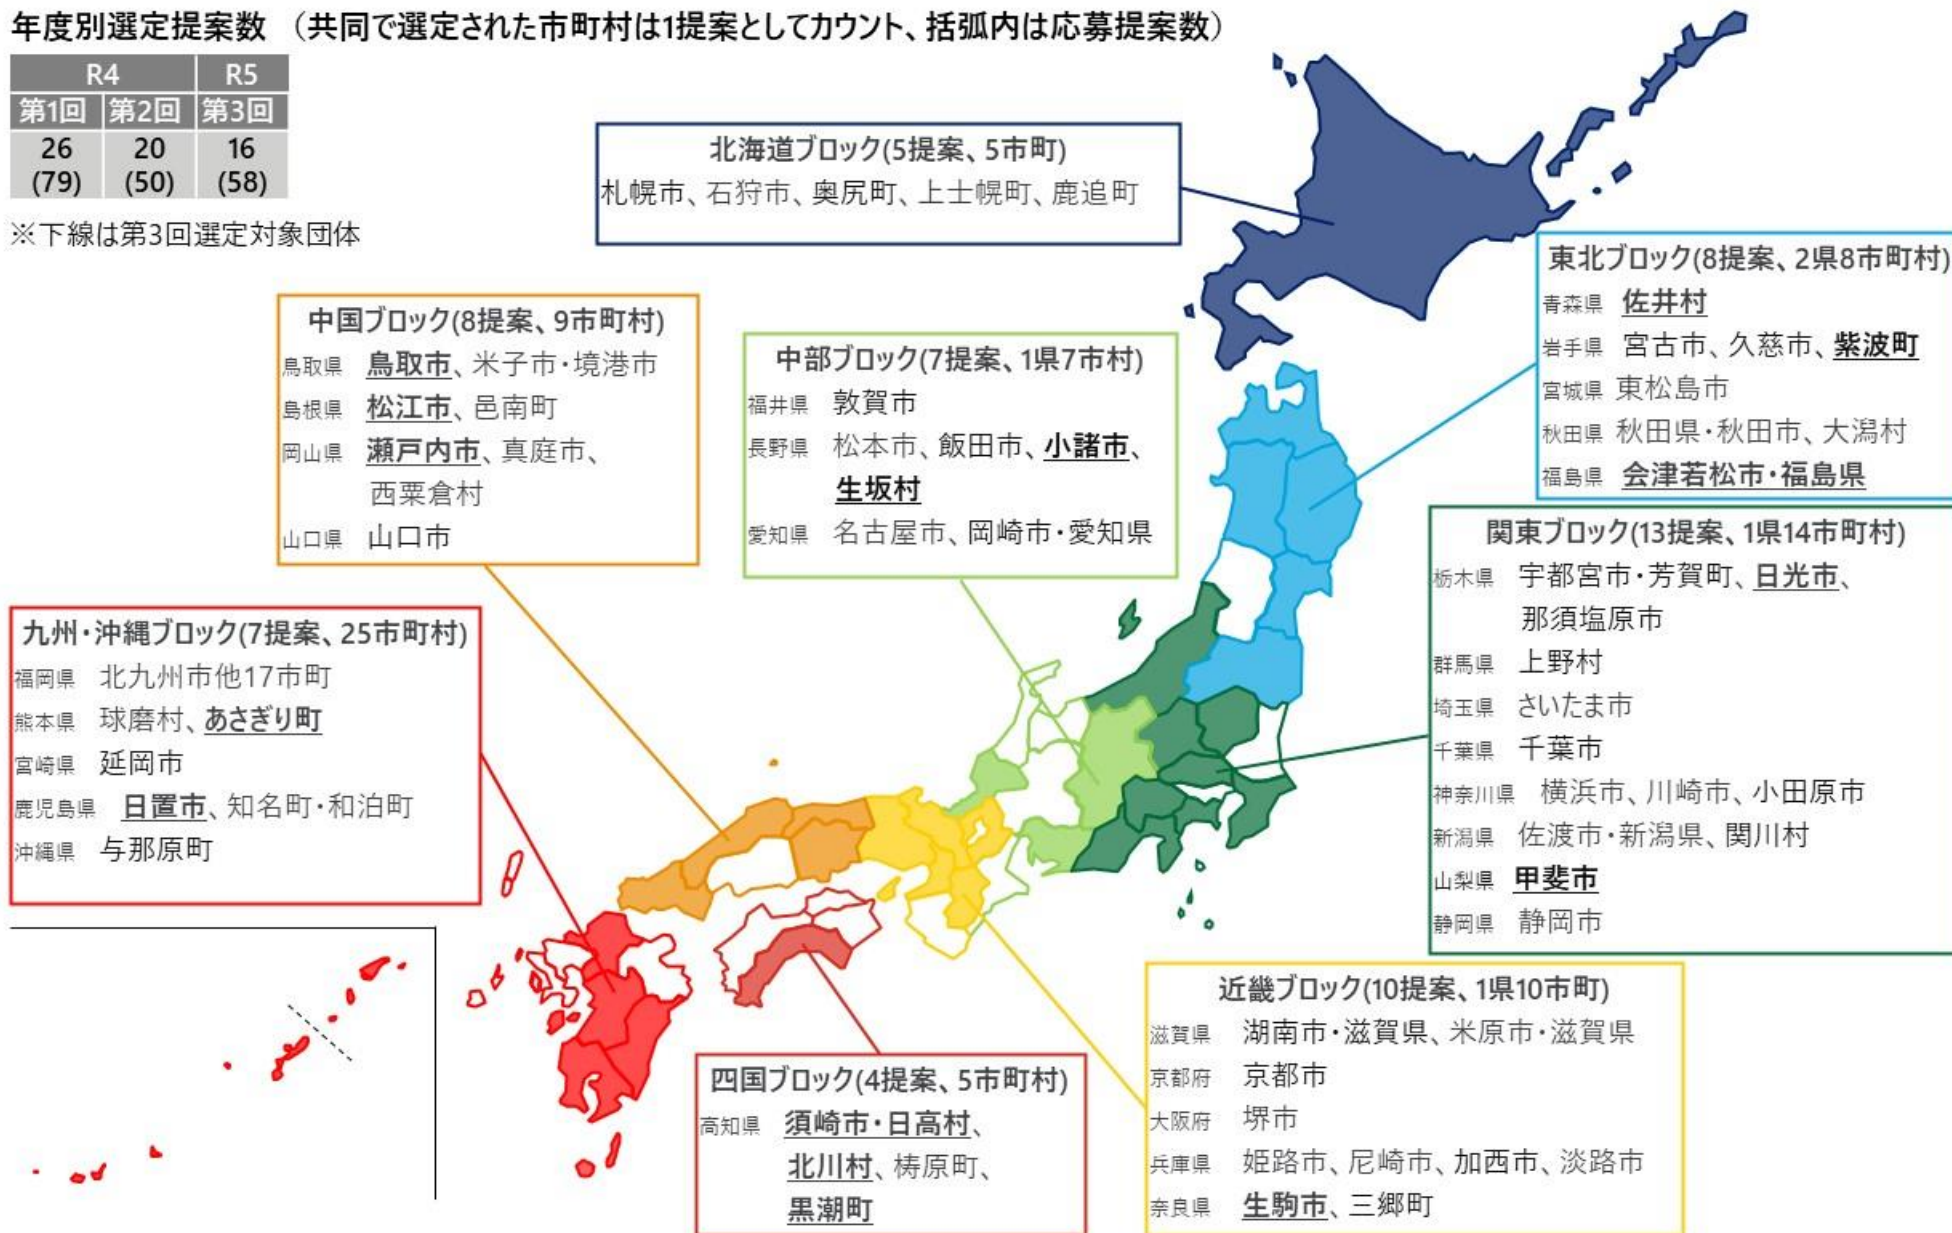 年度別選定提案数 （共同で選定された市町村は1提案としてカウント、括弧内は応募提案数）
R4 R5
第1回 第2回 第3回
26 20 16
(79) (50) (58)
※下線は第3回選定対象団体
北海道ブロック(5提案、5市町)
札幌市、石狩市、奥尻町、上士幌町、鹿追町
東北ブロック(8提案、2県8市町村)
青森県 佐井村
岩手県 宮古市、久慈市、紫波町
宮城県 東松島市
秋田県 秋田県・秋田市、大潟村
福島県 会津若松市・福島県
中国ブロック(8提案、9市町村)
鳥取県 鳥取市、米子市・境港市
島根県 松江市、邑南町
岡山県 瀬戸内市、真庭市、
西粟倉村
山口県 山口市
中部ブロック(7提案、1県7市村)
福井県 敦賀市
長野県 松本市、飯田市、小諸市、
生坂村
愛知県 名古屋市、岡崎市・愛知県
関東ブロック(13提案、1県14市町村)
栃木県 宇都宮市・芳賀町、日光市、
那須塩原市
群馬県 上野村
埼玉県 さいたま市
千葉県 千葉市
神奈川県 横浜市、川崎市、小田原市
新潟県 佐渡市・新潟県、関川村
山梨県 甲斐市
静岡県 静岡市
九州・沖縄ブロック(7提案、25市町村)
福岡県 北九州市他17市町
熊本県 球磨村、あさぎり町
宮崎県 延岡市
鹿児島県 日置市、知名町・和泊町
沖縄県 与那原町
四国ブロック(4提案、5市町村)
高知県 須崎市・日高村、
北川村、梼原町、
黒潮町
近畿ブロック(10提案、1県10市町)
滋賀県 湖南市・滋賀県、米原市・滋賀県
京都府 京都市
大阪府 堺市
兵庫県 姫路市、尼崎市、加西市、淡路市
奈良県 生駒市、三郷町